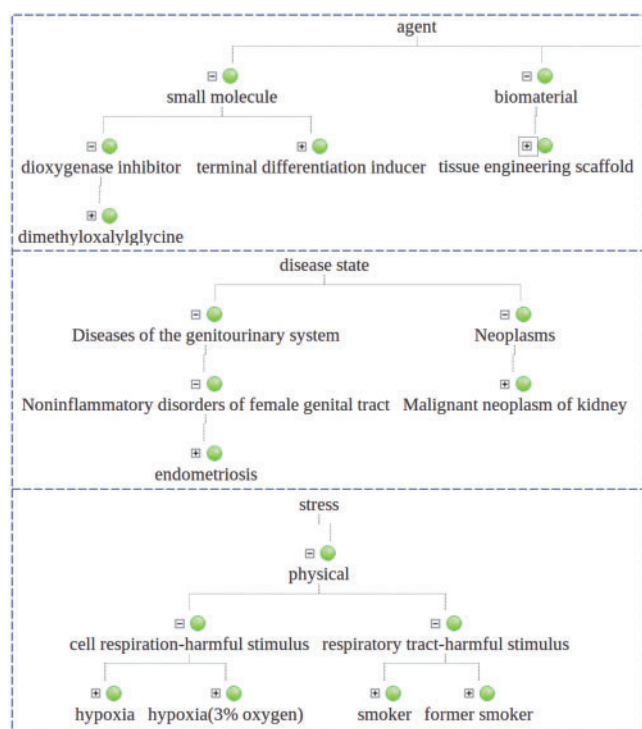 agent
small molecule biomaterial
dioxygenase inhibitor terminal differentiation inducer tissue engineering scaffold
dimethyloxalylglycine
disease state
Diseases of the genitourinary system Neoplasms
Noninflammatory disorders of female genital tract Malignant neoplasm of kidney
endometriosis
stress
physical
cell respiration-harmful stimulus respiratory tract-harmful stimulus
hypoxia hypoxia(3% oxygen) smoker former smoker